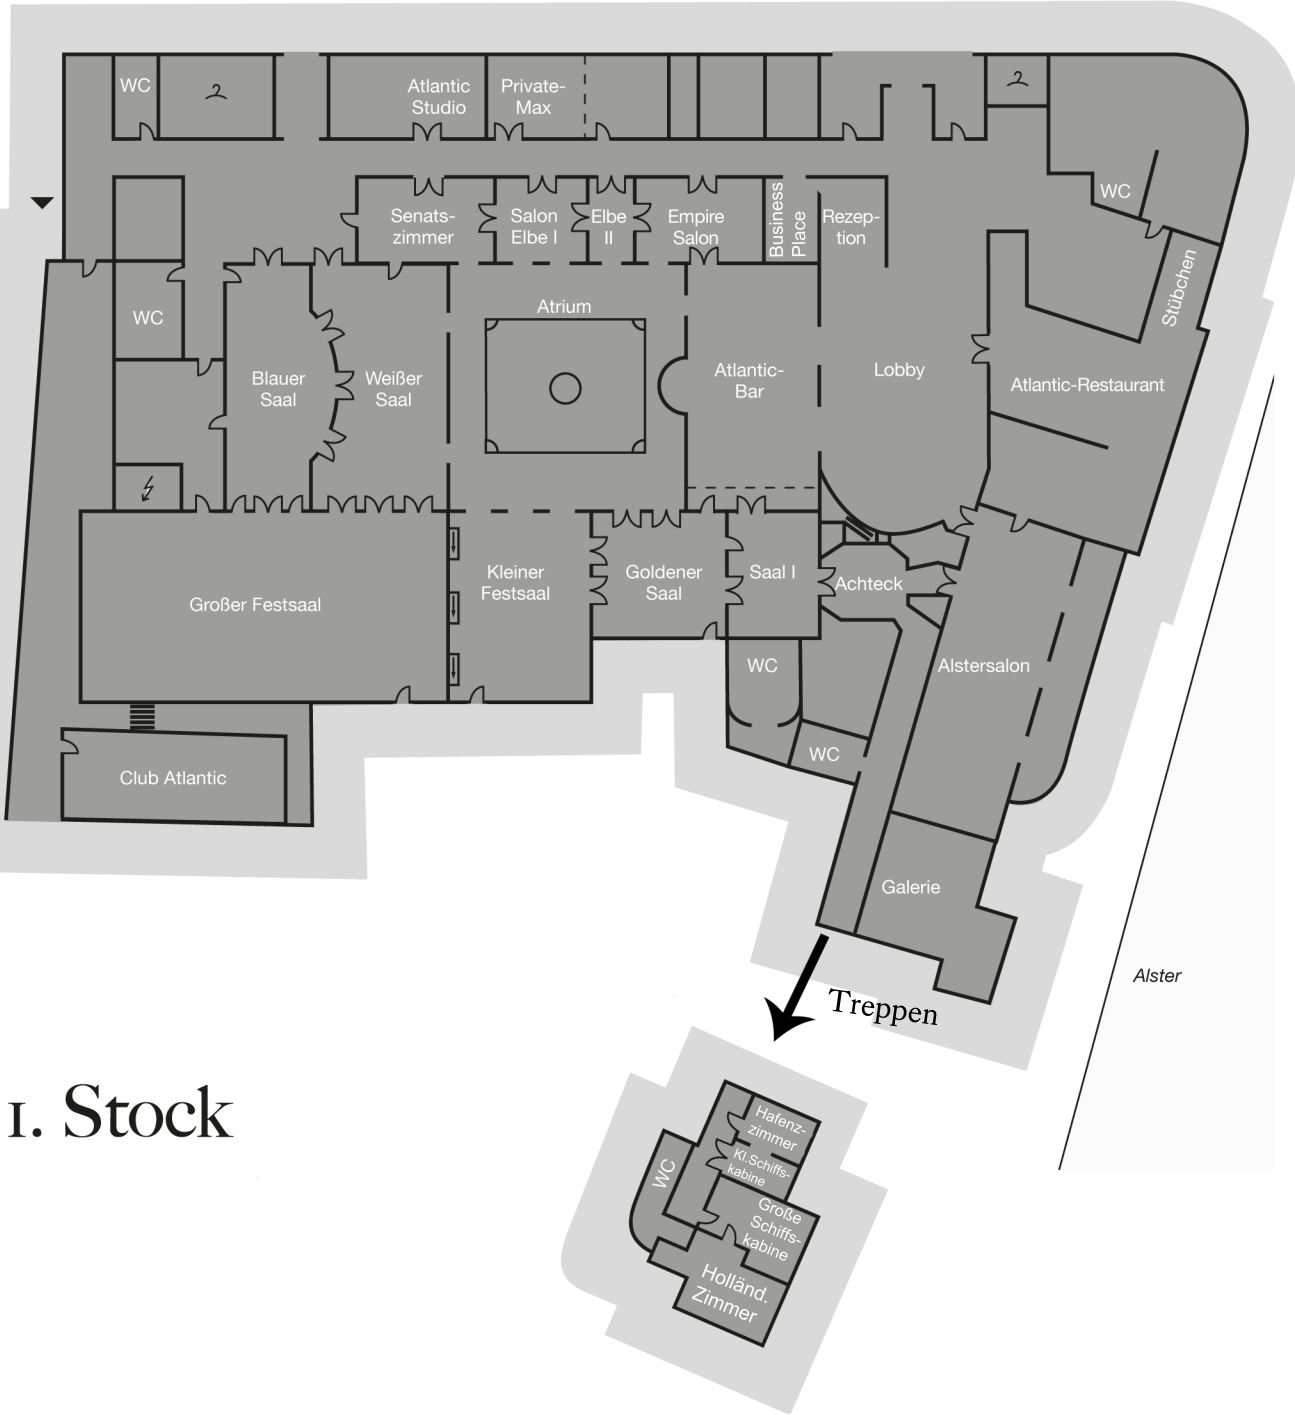 WC
Atlantic
Studio
Private-
Max
WC
Senats-
zimmer
Salon
Elbe I
Elbe
II
Empire
Salon
Business
Place
Rezep-
tion
Stübchen
WC
Atrium
Blauer
Saal
Weißer
Saal
Atlantic-
Bar
Lobby
Atlantic-Restaurant
Großer Festsaal
Kleiner
Festsaal
Goldener
Saal
Saal I
Achteck
WC
Alstersalon
WC
Club Atlantic
Galerie
Alster
Treppen
1. Stock
Hafenz-
zimmer
Kl.Schiffs-
kabine
WC
Große
Schiffs-
kabine
Holländ.
Zimmer